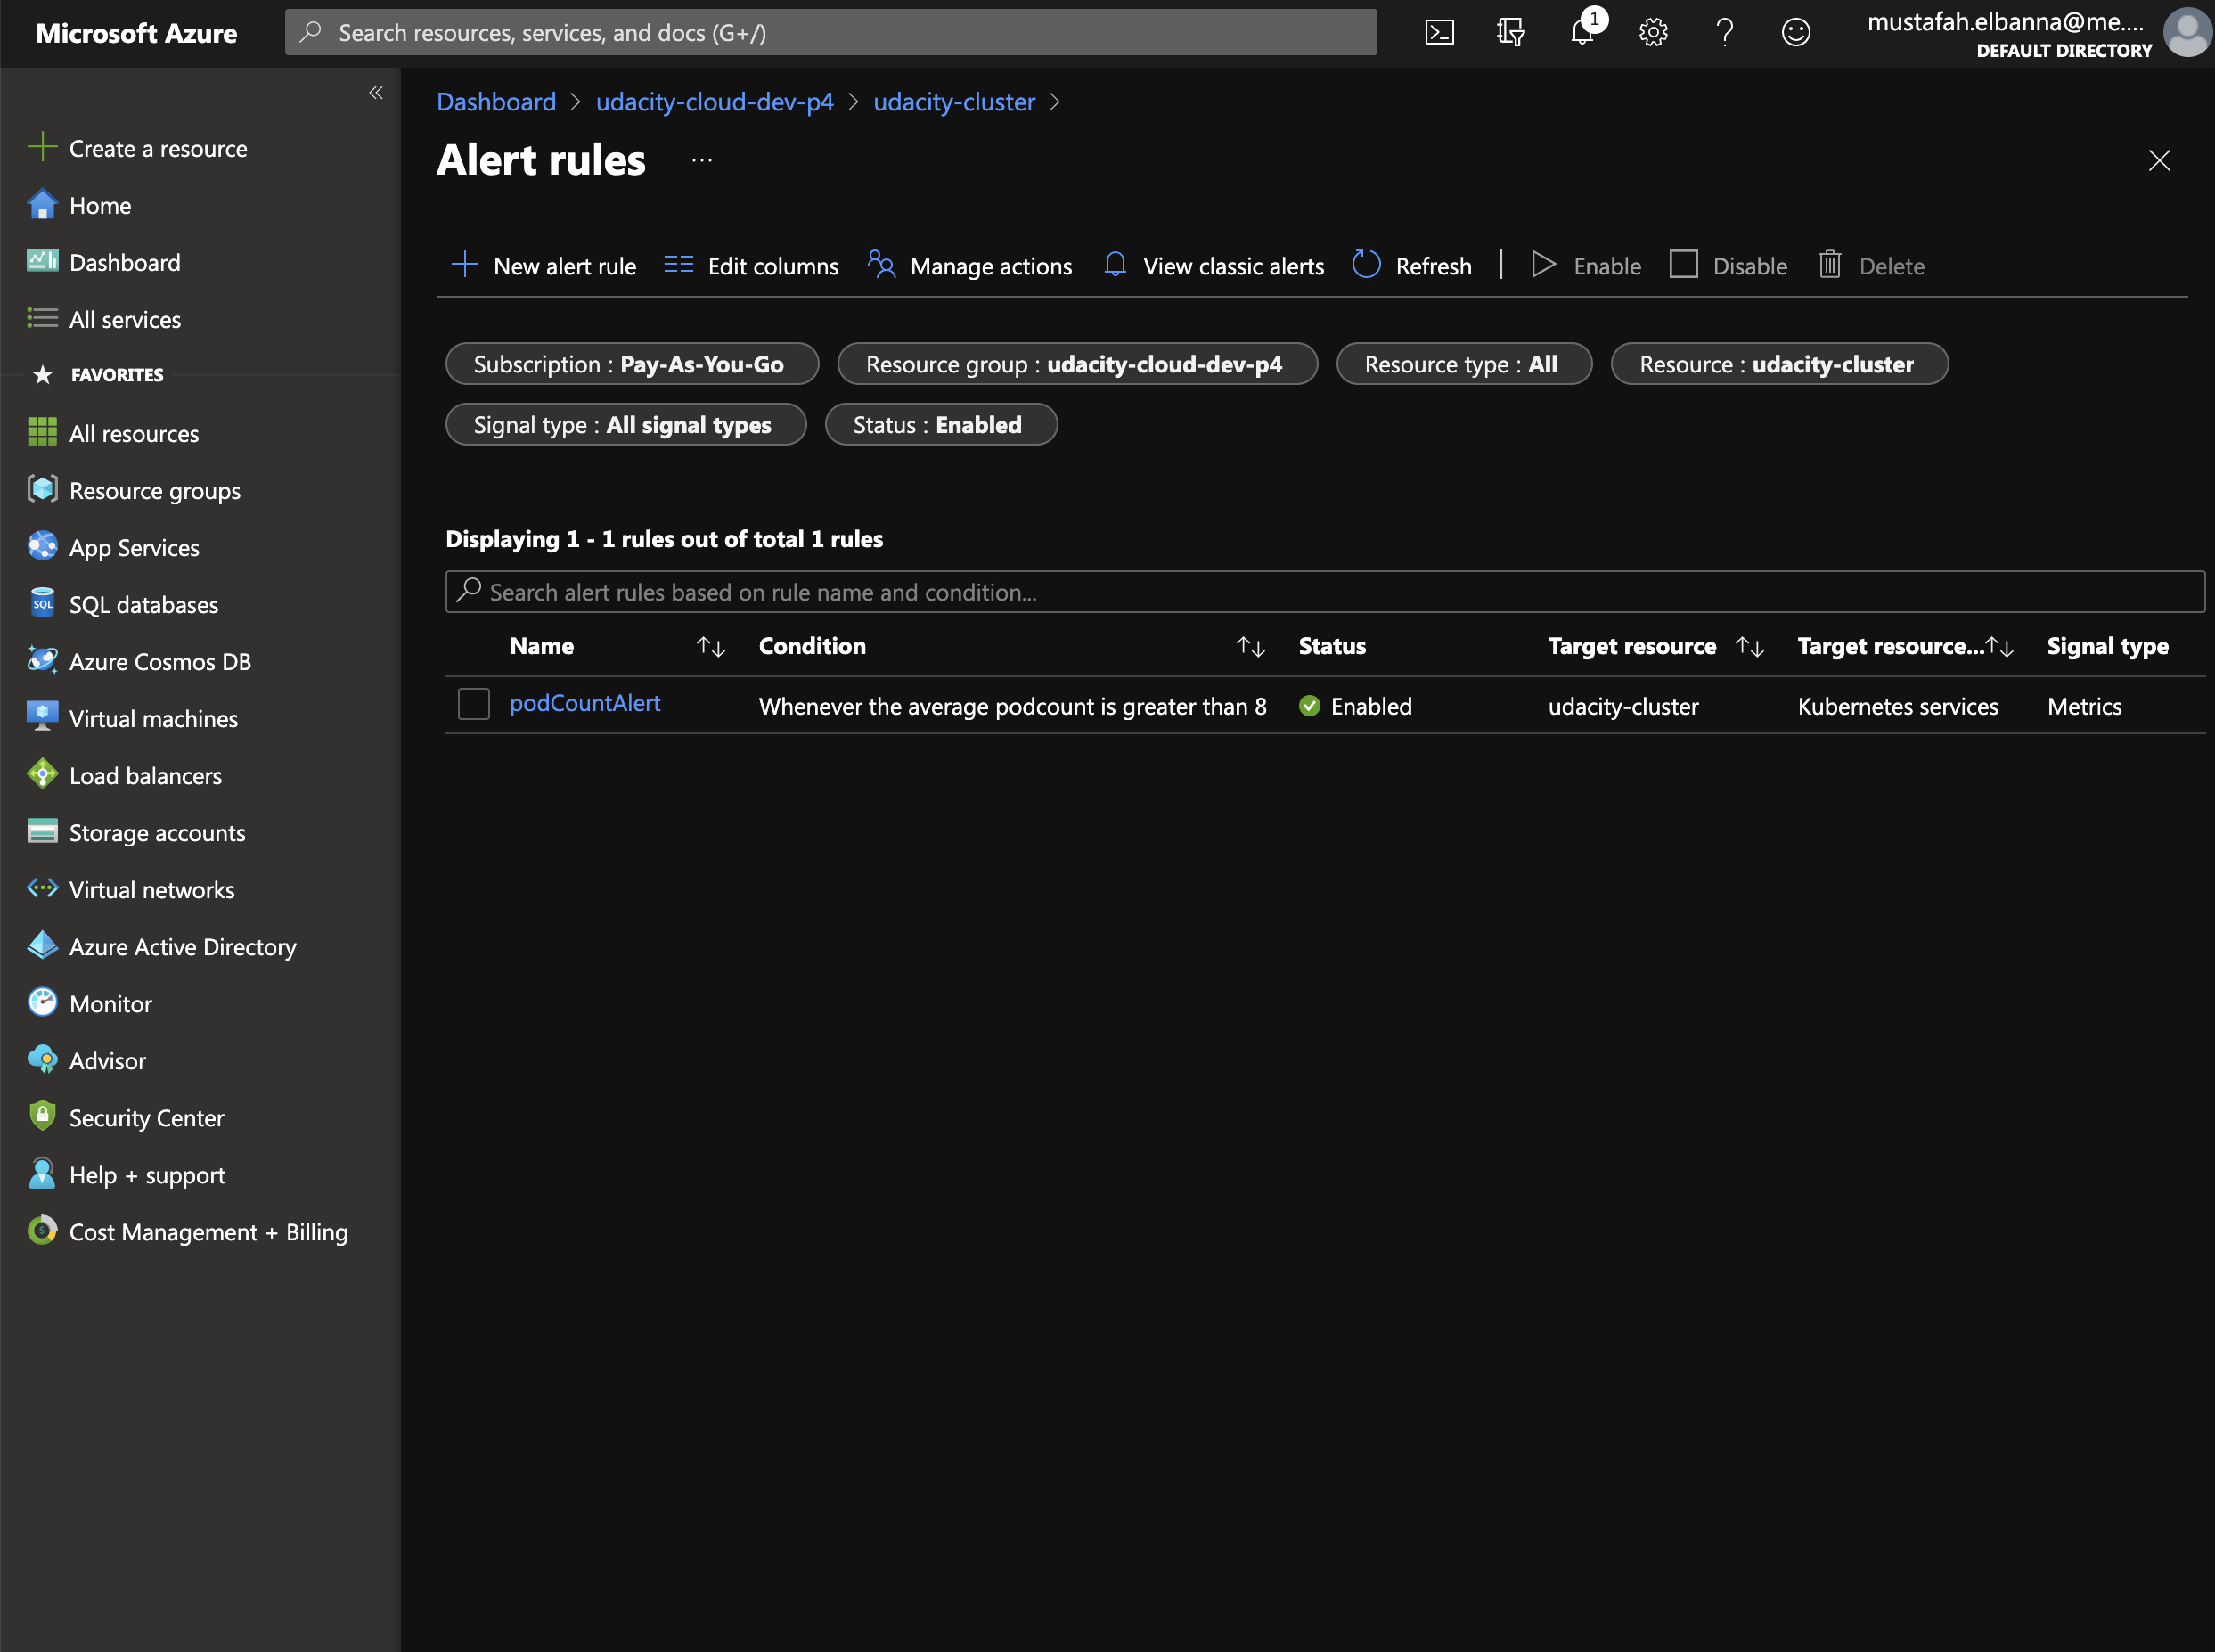 Microsoft Azure
Search resources, services, and docs (G+/)
1
mustafah.elbanna@me....
DEFAULT DIRECTORY
Create a resource
Home
Dashboard
All services
FAVORITES
All resources
Resource groups
App Services
SQL
SQL databases
Azure Cosmos DB
Virtual machines
Load balancers
Storage accounts
Virtual networks
Azure Active Directory
Monitor
Advisor
Security Center
Help + support
Cost Management + Billing
Dashboard > udacity-cloud-dev-p4 > udacity-cluster >
Alert rules ...
New alert rule Edit columns Manage actions View classic alerts Refresh Enable Disable Delete
Subscription : Pay-As-You-Go Resource group : udacity-cloud-dev-p4 Resource type : All Resource : udacity-cluster
Signal type : All signal types Status : Enabled
Displaying 1 - 1 rules out of total 1 rules
Search alert rules based on rule name and condition...
Name Condition Status Target resource Target resource... Signal type
podCountAlert Whenever the average podcount is greater than 8 Enabled udacity-cluster Kubernetes services Metrics